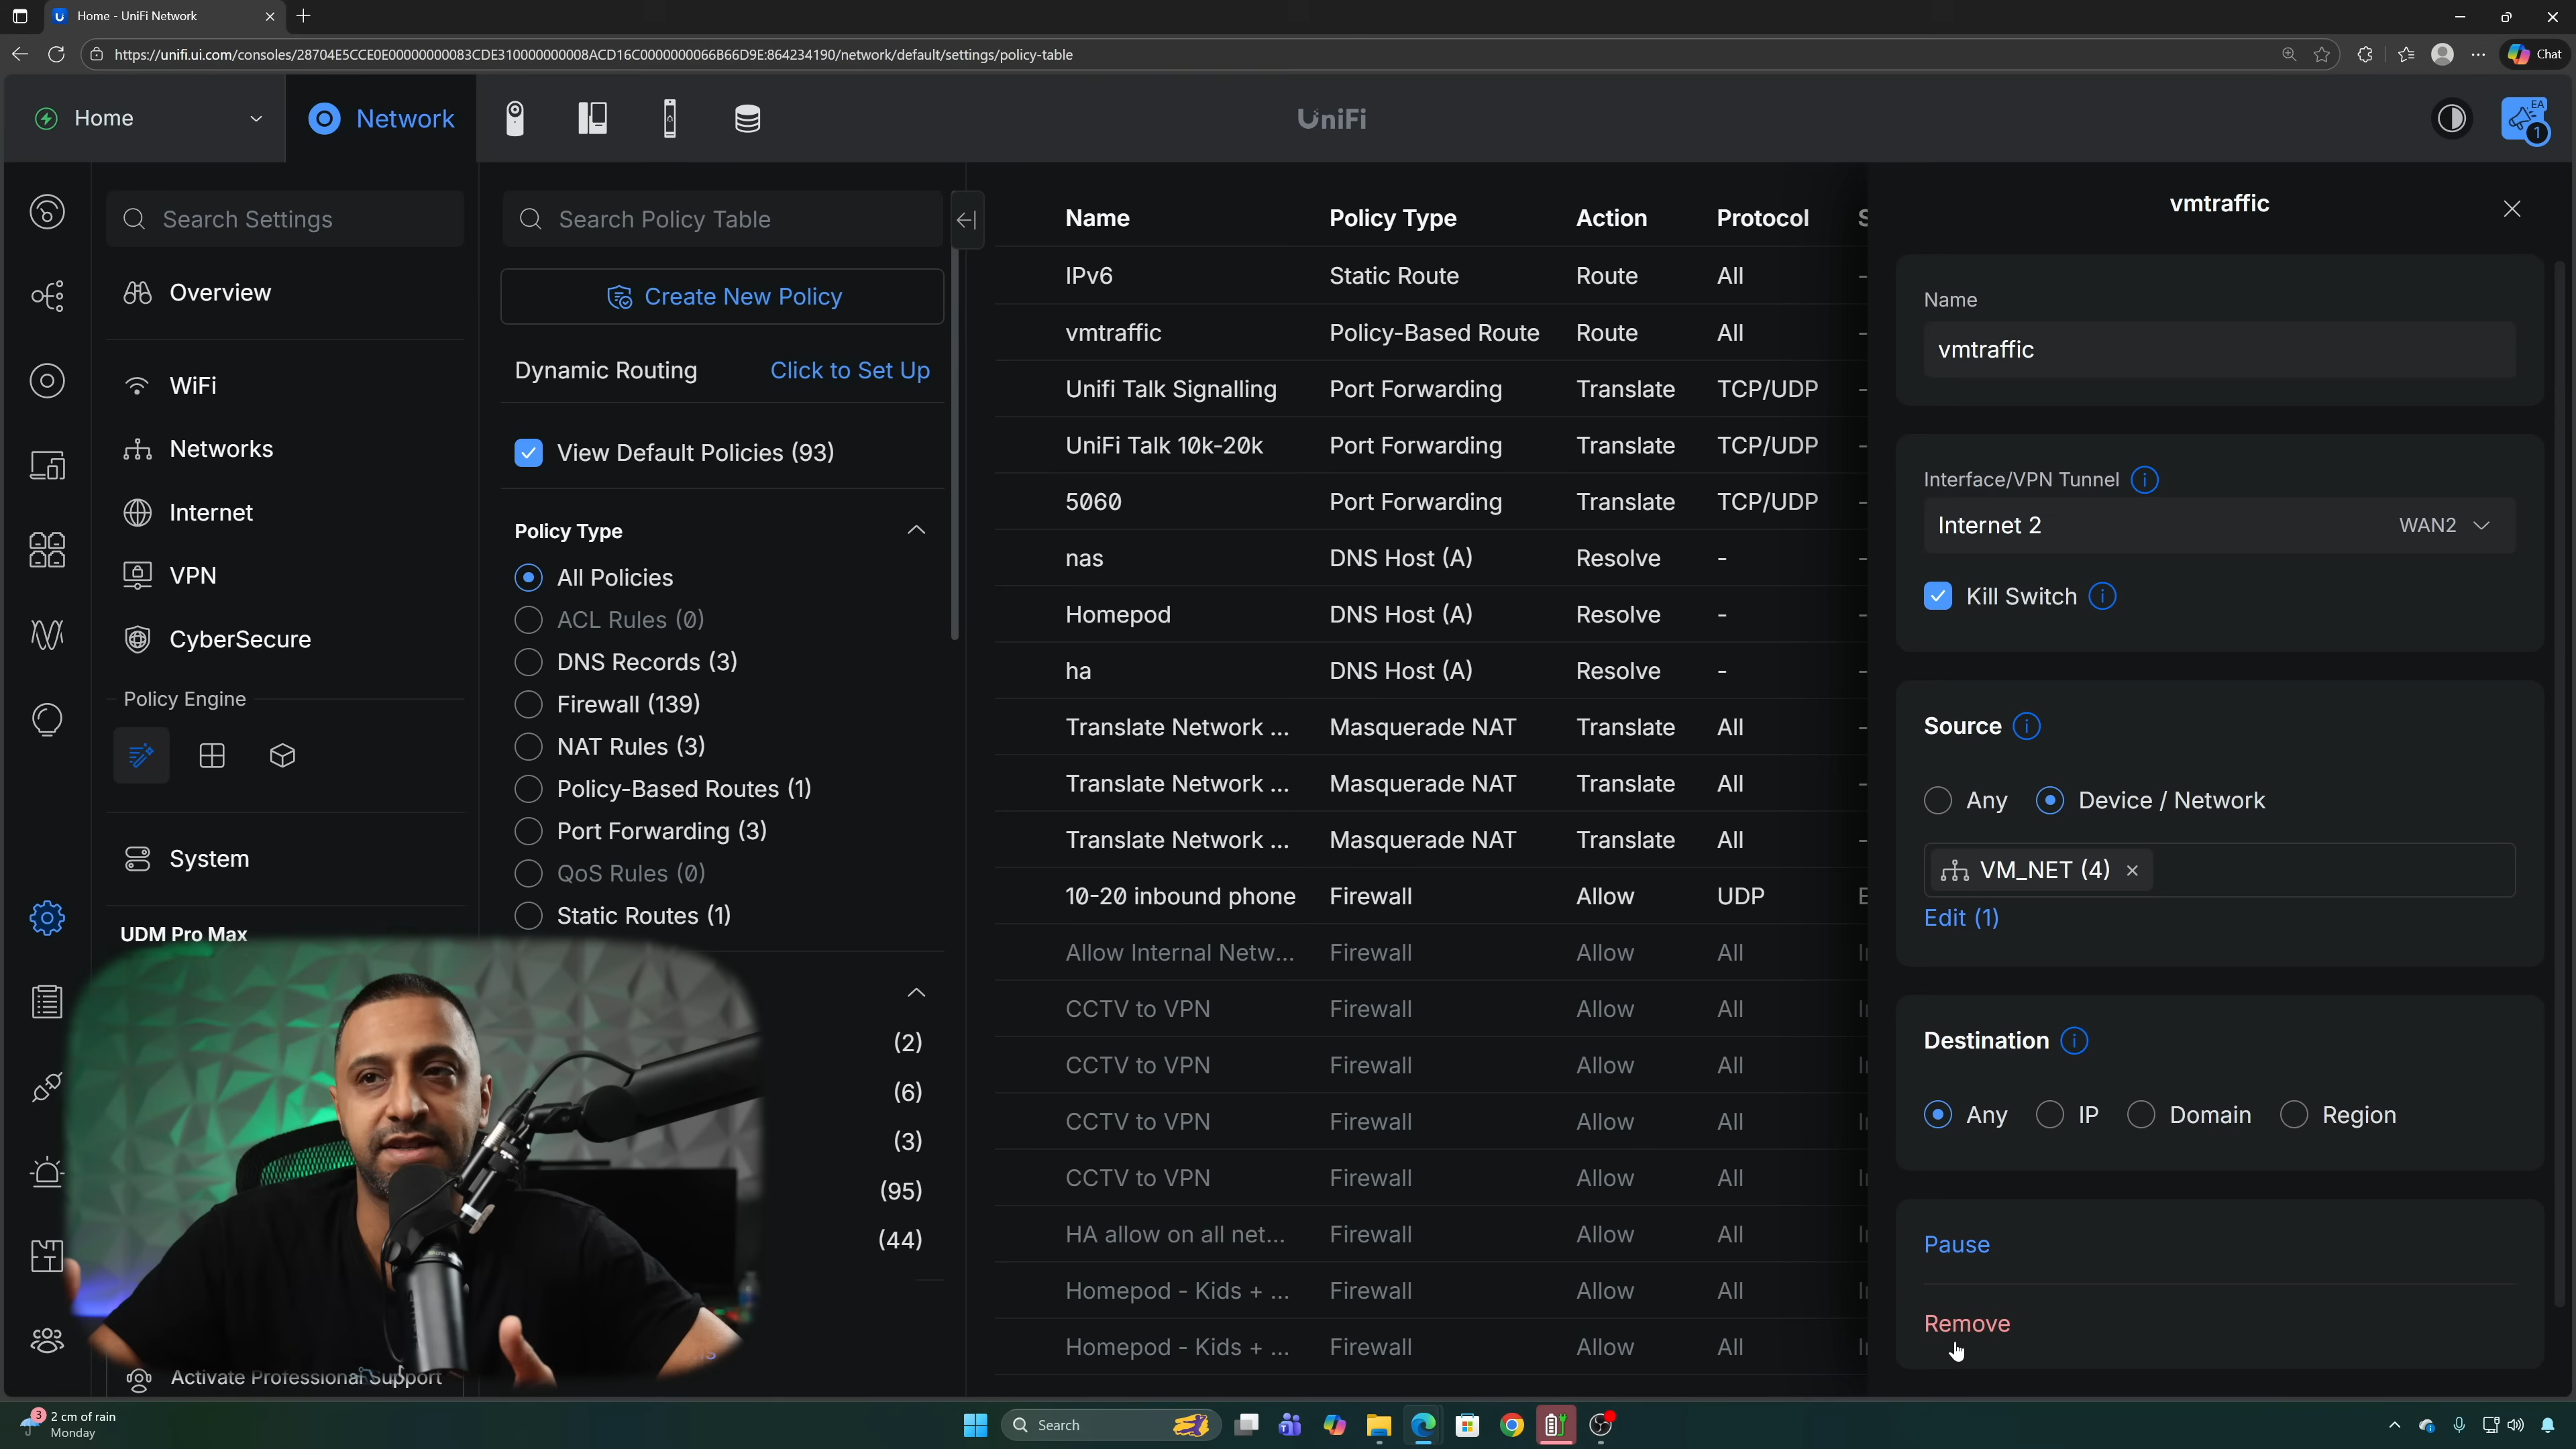 Home - UniFi Network
https://unifi.ui.com/consoles/28704E5CCE0E00000000083CDE310000000008ACD16C0000000066B66D9E:864234190/network/default/settings/policy-table
Chat
Home
Network
UniFi
EA
1
Search Settings
Overview
WiFi
Networks
Internet
VPN
CyberSecure
Policy Engine
System
UDM Pro Max
Activate Professional Support
Search Policy Table
Create New Policy
Dynamic Routing Click to Set Up
View Default Policies (93)
Policy Type
All Policies
ACL Rules (0)
DNS Records (3)
Firewall (139)
NAT Rules (3)
Policy-Based Routes (1)
Port Forwarding (3)
QoS Rules (0)
Static Routes (1)
(2)
(6)
(3)
(95)
(44)
Name Policy Type Action Protocol
IPv6 Static Route Route All -
vmtraffic Policy-Based Route Route All -
Unifi Talk Signalling Port Forwarding Translate TCP/UDP -
UniFi Talk 10k-20k Port Forwarding Translate TCP/UDP -
5060 Port Forwarding Translate TCP/UDP -
nas DNS Host (A) Resolve - -
Homepod DNS Host (A) Resolve - -
ha DNS Host (A) Resolve - -
Translate Network ... Masquerade NAT Translate All -
Translate Network ... Masquerade NAT Translate All -
Translate Network ... Masquerade NAT Translate All -
10-20 inbound phone Firewall Allow UDP
Allow Internal Netw... Firewall Allow All
CCTV to VPN Firewall Allow All
CCTV to VPN Firewall Allow All
CCTV to VPN Firewall Allow All
CCTV to VPN Firewall Allow All
HA allow on all net... Firewall Allow All
Homepod - Kids + ... Firewall Allow All
Homepod - Kids + ... Firewall Allow All
vmtraffic
Name
vmtraffic
Interface/VPN Tunnel
Internet 2 WAN2
Kill Switch
Source
Any Device / Network
VM_NET (4)
Edit (1)
Destination
Any IP Domain Region
Pause
Remove
3
2 cm of rain
Monday
Search